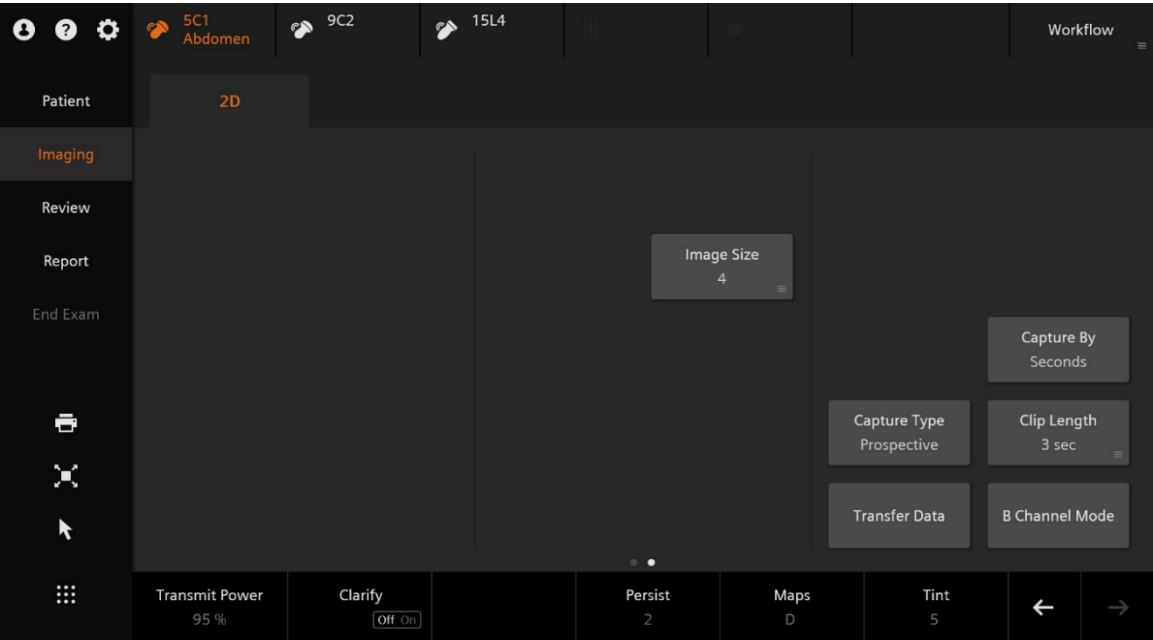 5C1
Abdomen
9C2
15L4
Workflow
Patient
2D
Imaging
Review
Report
End Exam
Image Size
4
Capture By
Seconds
Capture Type
Prospective
Clip Length
3 sec
Transfer Data
B Channel Mode
Transmit Power
95 %
Clarify
Off On
Persist
2
Maps
D
Tint
5